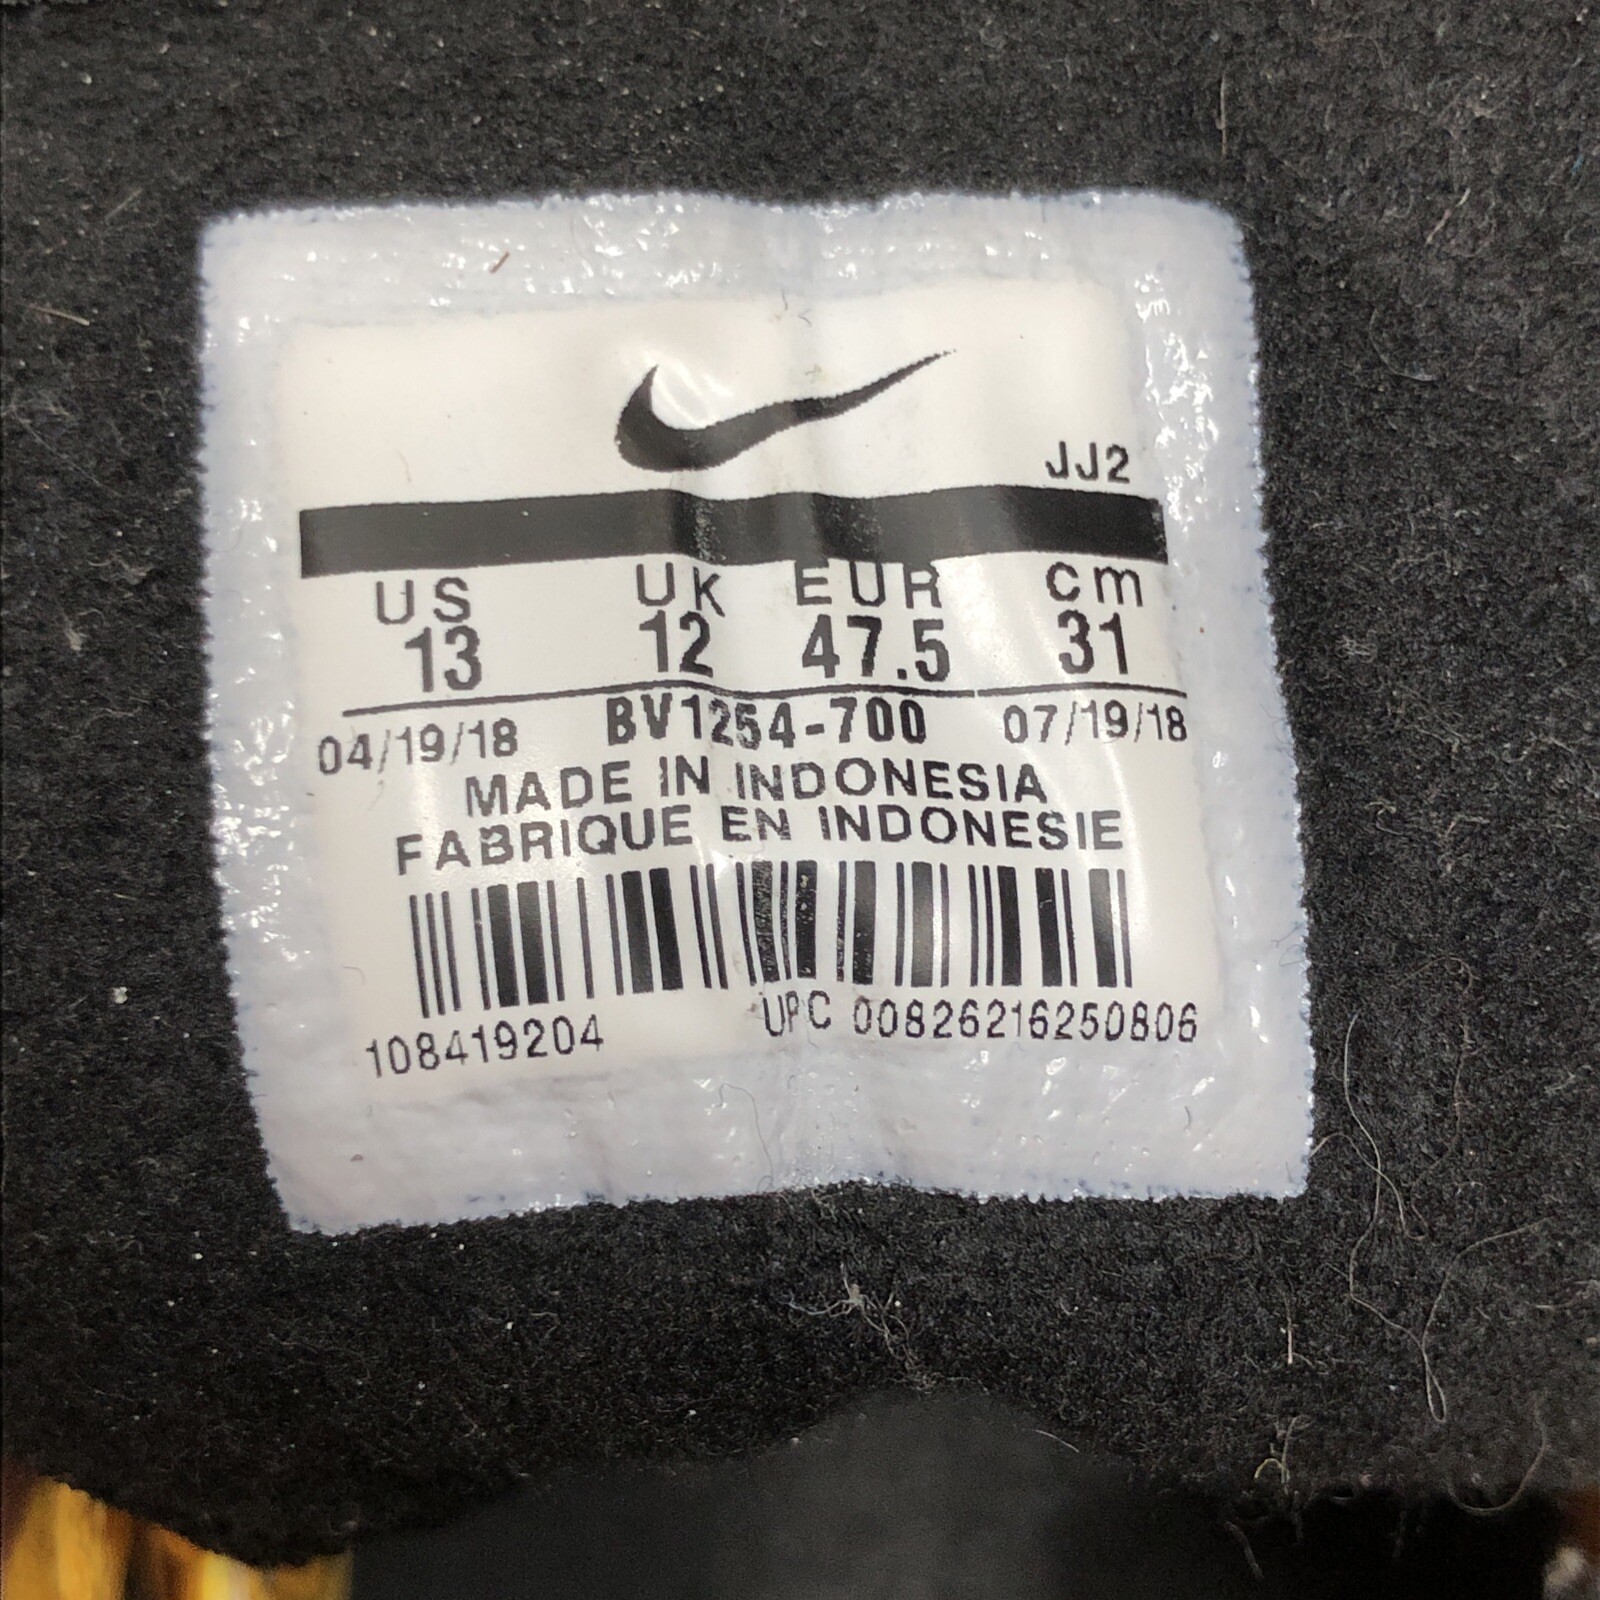 JJ2
US UK EUR cm
13 12 47.5 31
04/19/18 BV1254-700 07/19/18
MADE IN INDONESIA
FABRIQUE EN INDONESIE
108419204 UPC 00826216250806